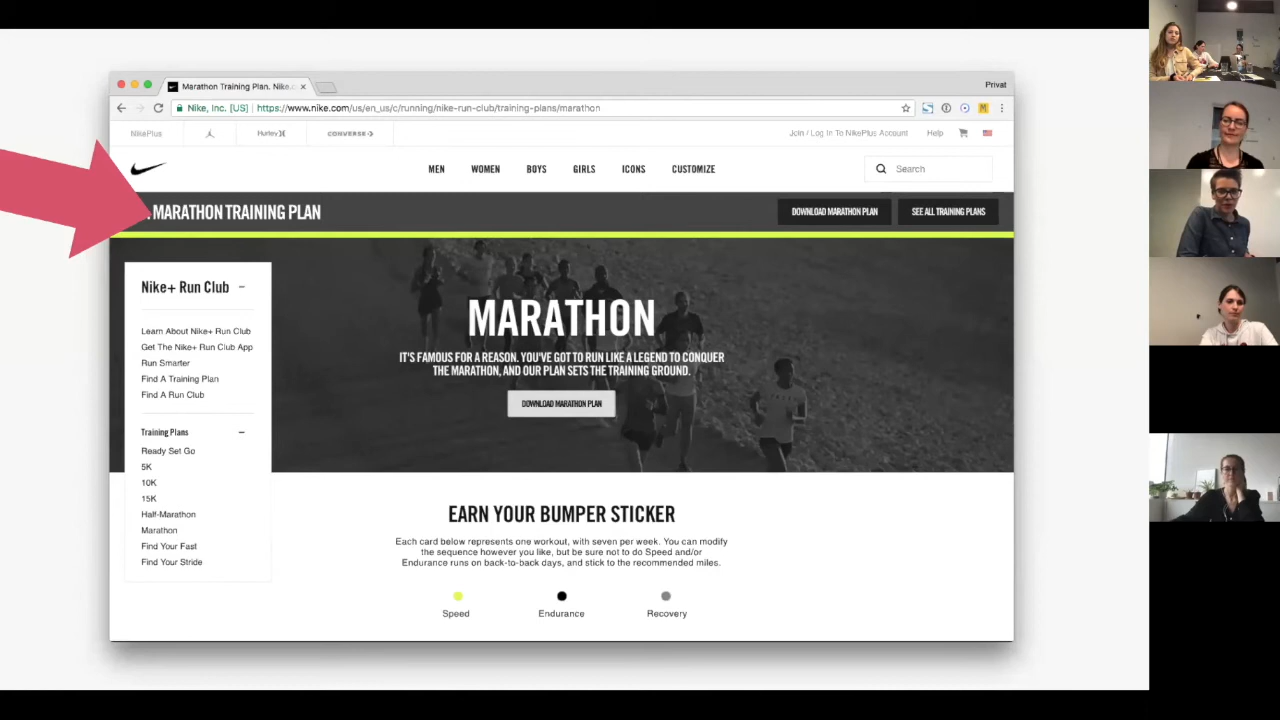 Marathon Training Plan. Nike.c
Privat
Nike, Inc. [US]
https://www.nike.com/us/en_us/c/running/nike-run-club/training-plans/marathon
NikePlus
Hurley
CONVERSE
Join / Log In To NikePlus Account
Help
MEN
WOMEN
BOYS
GIRLS
ICONS
CUSTOMIZE
Search
MARATHON TRAINING PLAN
DOWNLOAD MARATHON PLAN
SEE ALL TRAINING PLANS
Nike+ Run Club
Learn About Nike+ Run Club
Get The Nike+ Run Club App
Run Smarter
Find A Training Plan
Find A Run Club
Training Plans
Ready Set Go
5K
10K
15K
Half-Marathon
Marathon
Find Your Fast
Find Your Stride
MARATHON
IT'S FAMOUS FOR A REASON. YOU'VE GOT TO RUN LIKE A LEGEND TO CONQUER
THE MARATHON, AND OUR PLAN SETS THE TRAINING GROUND.
DOWNLOAD MARATHON PLAN
EARN YOUR BUMPER STICKER
Each card below represents one workout, with seven per week. You can modify
the sequence however you like, but be sure not to do Speed and/or
Endurance runs on back-to-back days, and stick to the recommended miles.
Speed
Endurance
Recovery